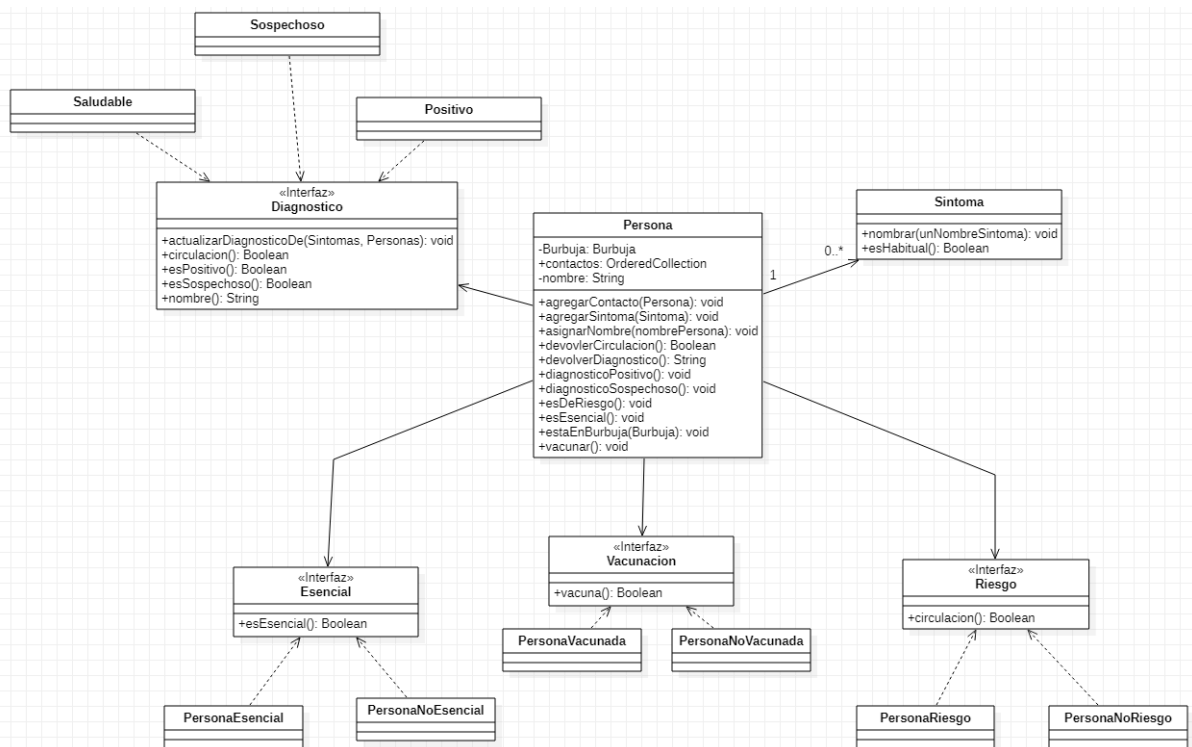 Sospechoso
Saludable
Positivo
«Interfaz»
Diagnostico
+actualizarDiagnosticoDe(Sintomas, Personas): void
+circulacion(): Boolean
+esPositivo(): Boolean
+esSospechoso(): Boolean
+nombre(): String
Persona
-Burbuja: Burbuja
+contactos: OrderedCollection
-nombre: String
+agregarContacto(Persona): void
+agregarSintoma(Sintoma): void
+asignarNombre(nombrePersona): void
+devovlerCirculacion(): Boolean
+devolverDiagnostico(): String
+diagnosticoPositivo(): void
+diagnosticoSospechoso(): void
+esDeRiesgo(): void
+esEsencial(): void
+estaEnBurbuja(Burbuja): void
+vacunar(): void
1
0..*
Sintoma
+nombrar(unNombreSintoma): void
+esHabitual(): Boolean
«Interfaz»
Esencial
+esEsencial(): Boolean
«Interfaz»
Vacunacion
+vacuna(): Boolean
«Interfaz»
Riesgo
+circulacion(): Boolean
PersonaVacunada
PersonaNoVacunada
PersonaEsencial
PersonaNoEsencial
PersonaRiesgo
PersonaNoRiesgo